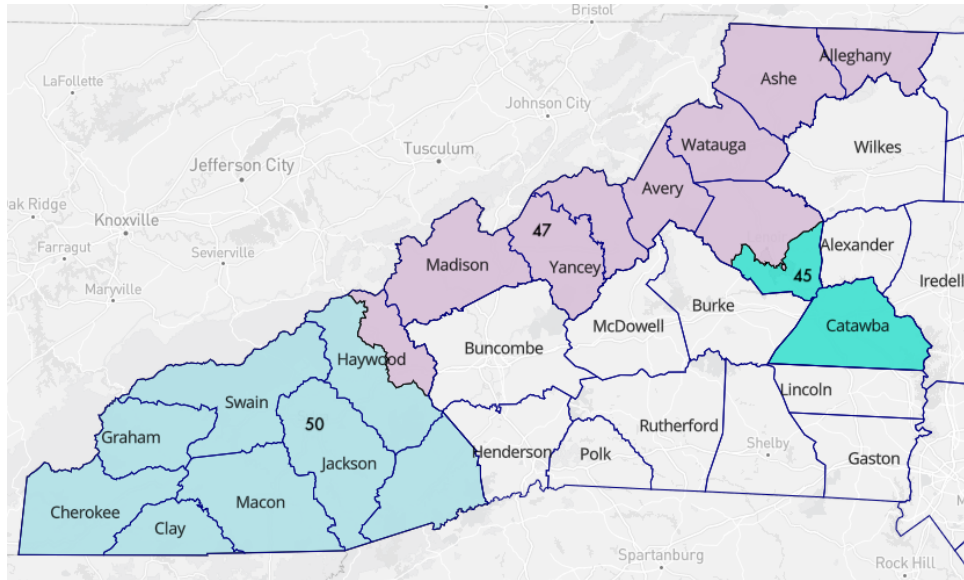 Bristol
LaFollette
Ashe
Alleghany
Johnson City
Tusculum
Watauga
Wilkes
Jefferson City
Avery
Oak Ridge
Knoxville
47
Alexander
Farragut
Sevierville
Madison
Yancey
45
Iredell
Maryville
Burke
McDowell
Catawba
Buncombe
Haywood
Lincoln
Swain
50
Rutherford
Graham
Henderson
Polk
Shelby
Gaston
Jackson
Macon
Cherokee
Clay
Spartanburg
Rock Hill